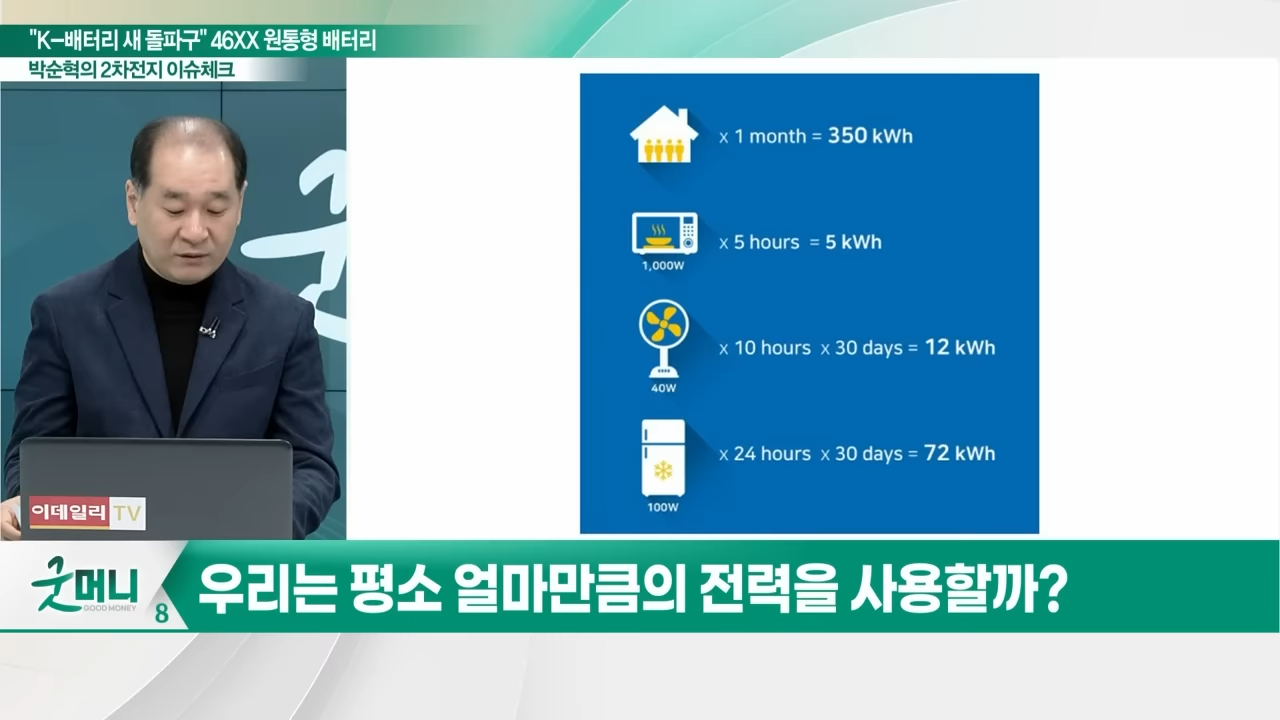 "K-배터리 새 돌파구" 46XX 원통형 배터리
박순혁의 2차전지 이슈체크
x 1 month = 350 kWh
x 5 hours = 5 kWh
1,000W
x 10 hours x 30 days = 12 kWh
40W
x 24 hours x 30 days = 72 kWh
100W
이데일리 TV
굿머니
GOOD MONEY
8
우리는 평소 얼마만큼의 전력을 사용할까?